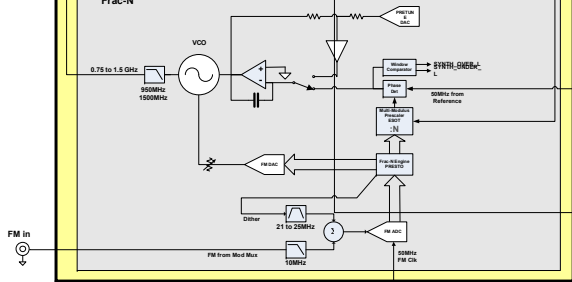 Frac-N
PRETUN
E
DAC
VCO
Window
Comparator
SYNTH_OVER_L
SYNTH_UNDER_
L
0.75 to 1.5 GHz
+
-
950MHz
1500MHz
Phase
Det
50MHz from
Reference
Multi-Modulus
Prescaler
ESOT
:N
FM DAC
Frac-N Engine
PRESTO
Dither
21 to 25MHz
FM in
Σ
FM ADC
FM from Mod Mux
10MHz
50MHz
FM Clk